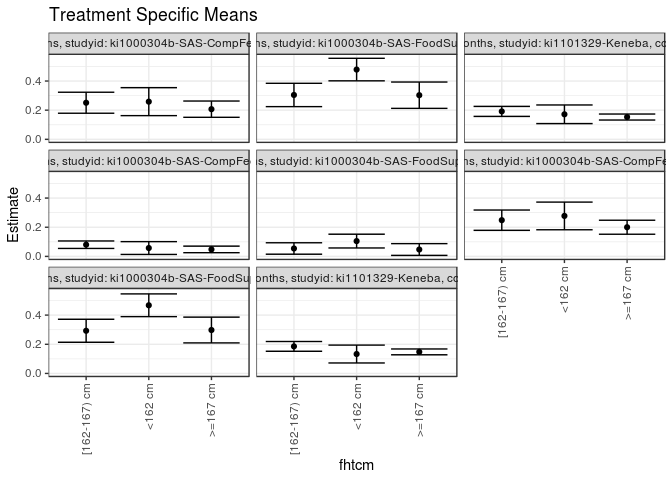 Treatment Specific Means
ns, studyid: ki1000304b-SAS-CompFe
ns, studyid: ki1000304b-SAS-FoodSu
onths, studyid: ki1101329-Keneba, co
0.4
0.2
0.0
ns, studyid: ki1000304b-SAS-CompFee
ns, studyid: ki1000304b-SAS-FoodSup
hs, studyid: ki1000304b-SAS-CompFe
0.4
0.2
0.0
Estimate
hs, studyid: ki1000304b-SAS-FoodSu
onths, studyid: ki1101329-Keneba, co
0.4
0.2
0.0
[162-167) cm
<162 cm
>=167 cm
[162-167) cm
<162 cm
>=167 cm
[162-167) cm
<162 cm
>=167 cm
fhtcm